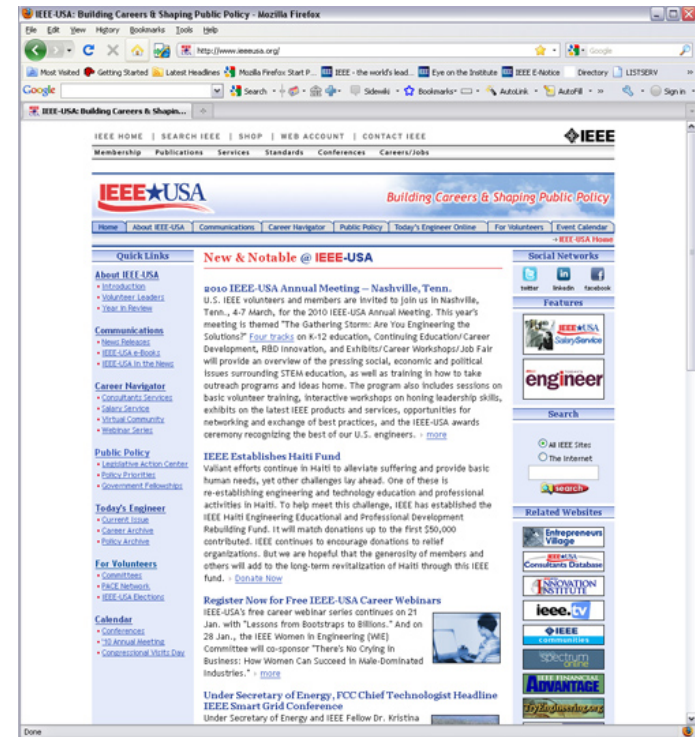 IEEE-USA: Building Careers & Shaping Public Policy - Mozilla Firefox
File Edit View History Bookmarks Tools Help
http://www.ieeeusa.org/
Google
Most Visited Getting Started Latest Headlines Mozilla Firefox Start P... IEEE - the world's lead... Eye on the Institute IEEE E-Notice Directory LISTSERV
Google Search Sidewiki Bookmarks AutoLink AutoFill Sign in
IEEE-USA: Building Careers & Shapin...
IEEE HOME | SEARCH IEEE | SHOP | WEB ACCOUNT | CONTACT IEEE
IEEE
Membership Publications Services Standards Conferences Careers/Jobs
IEEE USA
Building Careers & Shaping Public Policy
Home About IEEE-USA Communications Career Navigator Public Policy Today's Engineer Online For Volunteers Event Calendar
IEEE-USA Home
Quick Links
About IEEE-USA
Introduction
Volunteer Leaders
Year in Review
Communications
News Releases
IEEE-USA e-Books
IEEE-USA in the News
Career Navigator
Consultants Services
Salary Service
Virtual Community
Webinar Series
Public Policy
Legislative Action Center
Policy Priorities
Government Fellowships
Today's Engineer
Current Issue
Career Archive
Policy Archive
For Volunteers
Committees
PACE Network
IEEE-USA Elections
Calendar
Conferences
'10 Annual Meeting
Congressional Visits Day
New & Notable @ IEEE-USA
2010 IEEE-USA Annual Meeting — Nashville, Tenn.
U.S. IEEE volunteers and members are invited to join us in Nashville,
Tenn., 4-7 March, for the 2010 IEEE-USA Annual Meeting. This year's
meeting is themed "The Gathering Storm: Are You Engineering the
Solutions?" Four tracks on K-12 education, Continuing Education/Career
Development, R&D Innovation, and Exhibits/Career Workshops/Job Fair
will provide an overview of the pressing social, economic and political
issues surrounding STEM education, as well as training in how to take
outreach programs and ideas home. The program also includes sessions on
basic volunteer training, interactive workshops on honing leadership skills,
exhibits on the latest IEEE products and services, opportunities for
networking and exchange of best practices, and the IEEE-USA awards
ceremony recognizing the best of our U.S. engineers. › more
IEEE Establishes Haiti Fund
Valiant efforts continue in Haiti to alleviate suffering and provide basic
human needs, yet other challenges lay ahead. One of these is
re-establishing engineering and technology education and professional
activities in Haiti. To help meet this challenge, IEEE has established the
IEEE Haiti Engineering Educational and Professional Development
Rebuilding Fund. It will match donations up to the first $50,000
contributed. IEEE continues to encourage donations to relief
organizations. But we are hopeful that the generosity of members and
others will add to the long-term revitalization of Haiti through this IEEE
fund. › Donate Now
Register Now for Free IEEE-USA Career Webinars
IEEE-USA's free career webinar series continues on 21
Jan. with "Lessons from Bootstraps to Billions." And on
28 Jan., the IEEE Women in Engineering (WIE)
Committee will co-sponsor "There's No Crying in
Business: How Women Can Succeed in Male-Dominated
Industries." › more
Under Secretary of Energy, FCC Chief Technologist Headline
IEEE Smart Grid Conference
Under Secretary of Energy and IEEE Fellow Dr. Kristina
Social Networks
twitter linkedin facebook
Features
IEEE USA
SalaryService
engineer
Search
All IEEE Sites
The Internet
search
Related Websites
Entrepreneurs
Village
IEEE USA
Consultants Database
INNOVATION
INSTITUTE
ieee.tv
IEEE
communities
spectrum
online
IEEE FINANCIAL
ADVANTAGE
TryEngineering.org
Done